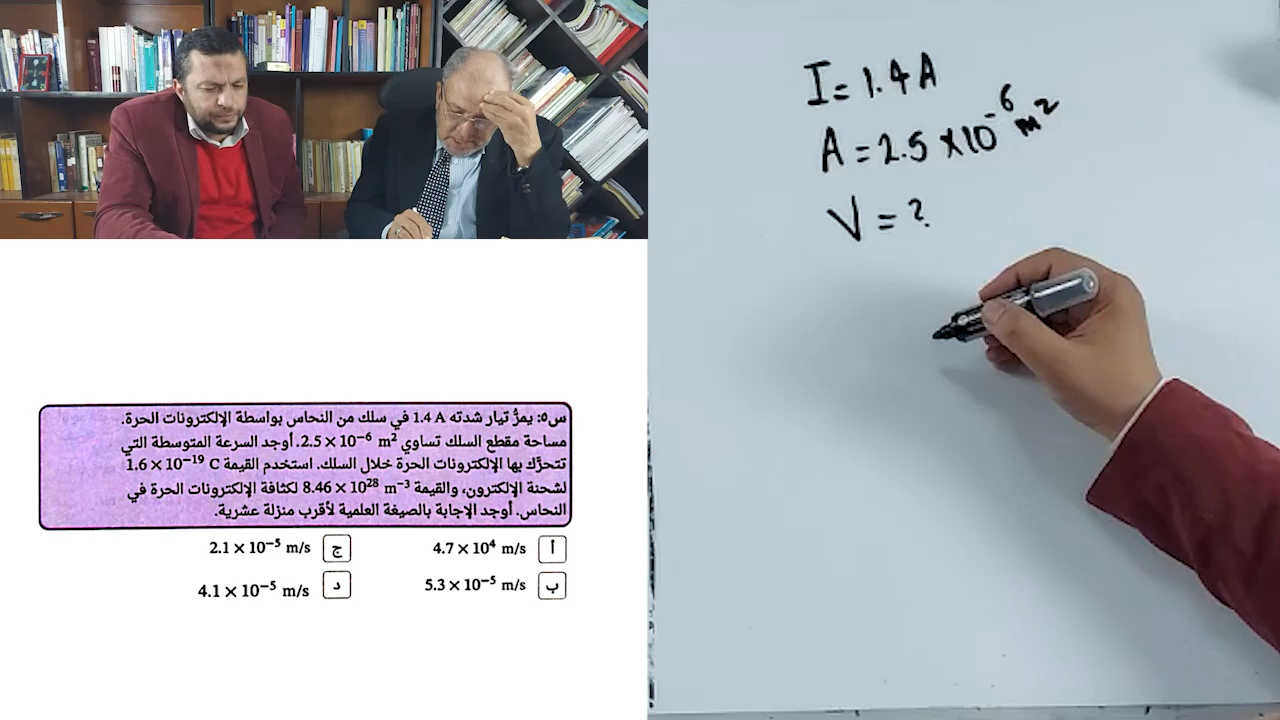 I = 1.4 A
A = 2.5 × 10⁻⁶ m²
V = ?
س٥: يمرُّ تيار شدته 1.4 A في سلك من النحاس بواسطة الإلكترونات الحرة.
مساحة مقطع السلك تساوي 2.5 × 10⁻⁶ m². أوجد السرعة المتوسطة التي
تتحرَّك بها الإلكترونات الحرة خلال السلك. استخدم القيمة 1.6 × 10⁻¹⁹ C
لشحنة الإلكترون، والقيمة 8.46 × 10²⁸ m⁻³ لكثافة الإلكترونات الحرة في
النحاس. أوجد الإجابة بالصيغة العلمية لأقرب منزلة عشرية.
أ 4.7 × 10⁴ m/s
ج 2.1 × 10⁻⁵ m/s
ب 5.3 × 10⁻⁵ m/s
د 4.1 × 10⁻⁵ m/s